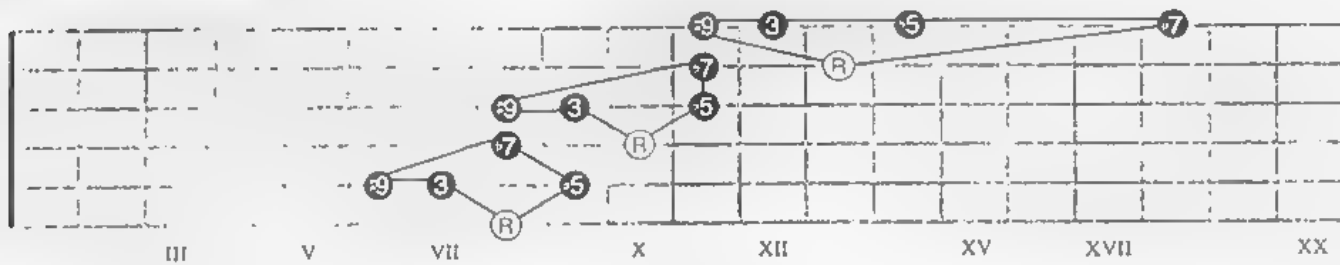 ♭9 3 ♭5 ♭7
R
♭7
♭9 3 ♭5
R
♭7
♭9 3 ♭5
R
III V VII X XII XV XVII XX